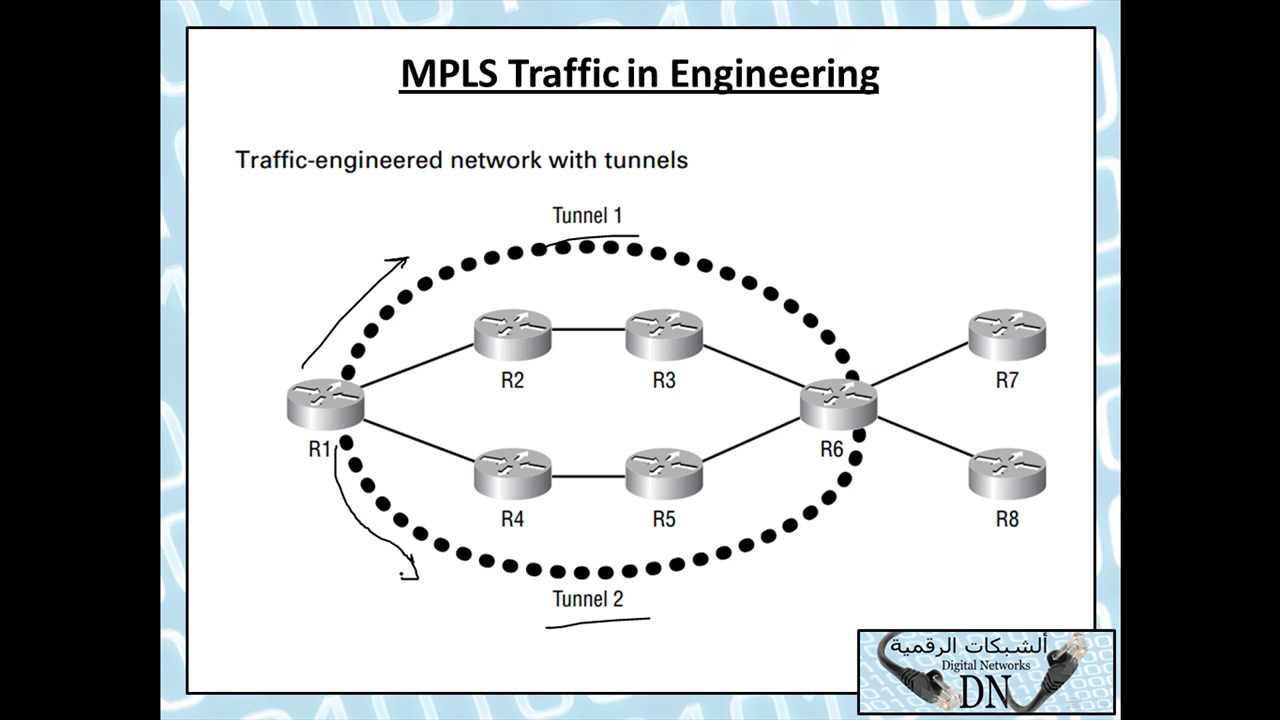 MPLS Traffic in Engineering
Traffic-engineered network with tunnels
Tunnel 1
R2
R3
R7
R1
R6
R4
R5
R8
Tunnel 2
ألشبكات الرقمية
Digital Networks
DN